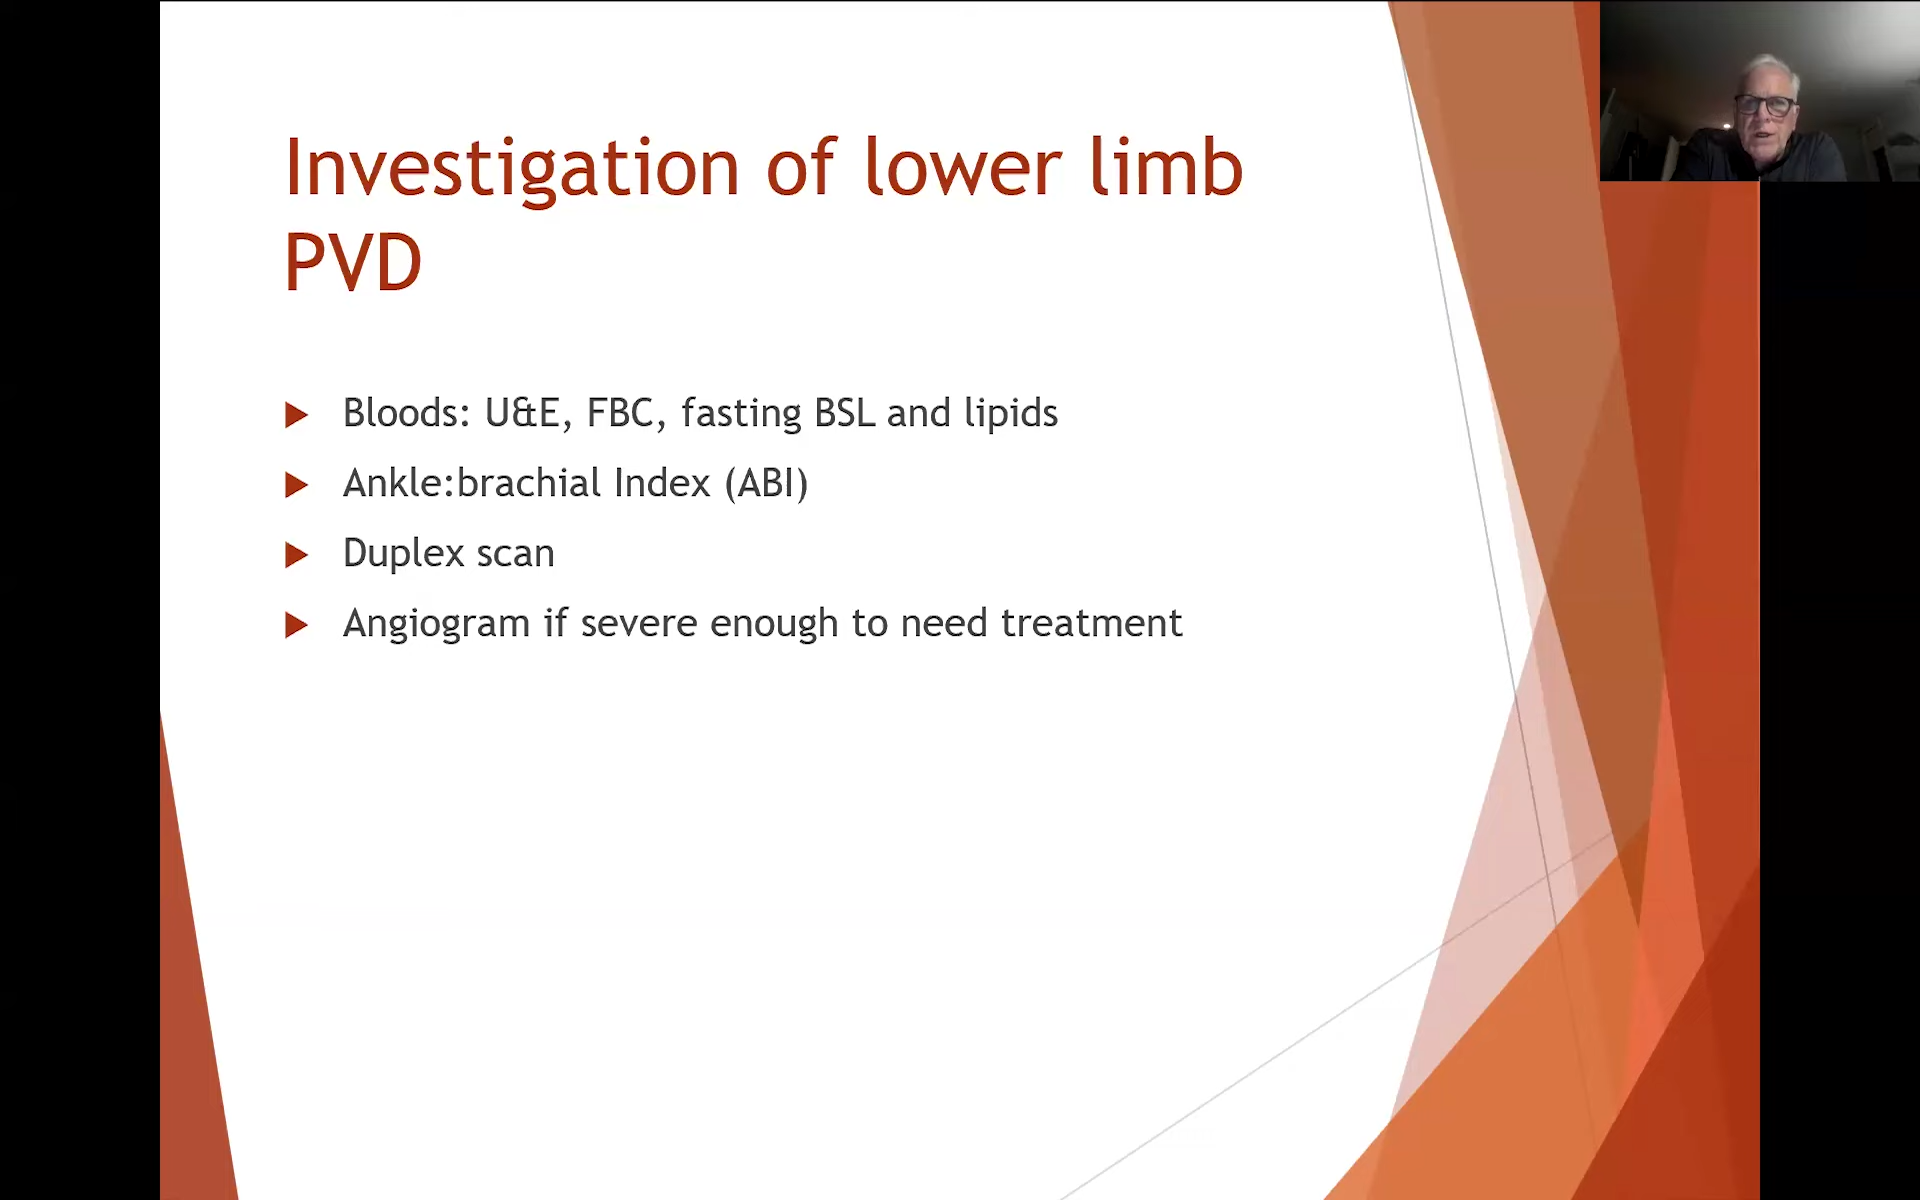 Investigation of lower limb
PVD
Bloods: U&E, FBC, fasting BSL and lipids
Ankle:brachial Index (ABI)
Duplex scan
Angiogram if severe enough to need treatment